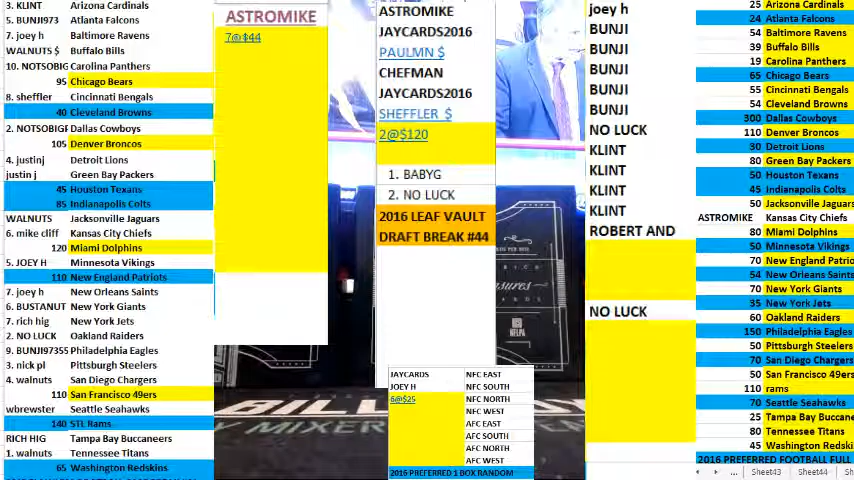 3. KLINT Arizona Cardinals
5. BUNJI973 Atlanta Falcons
7. joey h Baltimore Ravens
WALNUTS $ Buffalo Bills
10. NOTSOBIG Carolina Panthers
95 Chicago Bears
8. sheffler Cincinnati Bengals
40 Cleveland Browns
2. NOTSOBIGF Dallas Cowboys
105 Denver Broncos
4. justinj Detroit Lions
justin j Green Bay Packers
45 Houston Texans
85 Indianapolis Colts
WALNUTS Jacksonville Jaguars
6. mike cliff Kansas City Chiefs
120 Miami Dolphins
5. JOEY H Minnesota Vikings
110 New England Patriots
7. joey h New Orleans Saints
6. BUSTANUT New York Giants
7. rich hig New York Jets
2. NO LUCK Oakland Raiders
9. BUNJI97355 Philadelphia Eagles
3. nick pl Pittsburgh Steelers
4. walnuts San Diego Chargers
110 San Francisco 49ers
wbrewster Seattle Seahawks
140 STL Rams
RICH HIG Tampa Bay Buccaneers
1. walnuts Tennessee Titans
65 Washington Redskins
ASTROMIKE
7@$44
ASTROMIKE
JAYCARDS2016
PAULMN $
CHEFMAN
JAYCARDS2016
SHEFFLER $
2@$120
1. BABYG
2. NO LUCK
2016 LEAF VAULT
DRAFT BREAK #44
JAYCARDS NFC EAST
JOEY H NFC SOUTH
6@$25 NFC NORTH
NFC WEST
AFC EAST
AFC SOUTH
AFC NORTH
AFC WEST
2016 PREFERRED 1 BOX RANDOM
joey h
BUNJI
BUNJI
BUNJI
BUNJI
BUNJI
NO LUCK
KLINT
KLINT
KLINT
KLINT
ROBERT AND
NO LUCK
25 Arizona Cardinals
24 Atlanta Falcons
54 Baltimore Ravens
39 Buffalo Bills
19 Carolina Panthers
65 Chicago Bears
55 Cincinnati Bengals
54 Cleveland Browns
300 Dallas Cowboys
110 Denver Broncos
30 Detroit Lions
80 Green Bay Packers
50 Houston Texans
45 Indianapolis Colts
50 Jacksonville Jaguars
ASTROMIKE Kansas City Chiefs
80 Miami Dolphins
50 Minnesota Vikings
70 New England Patrio
54 New Orleans Saints
70 New York Giants
35 New York Jets
60 Oakland Raiders
150 Philadelphia Eagles
50 Pittsburgh Steelers
70 San Diego Chargers
50 San Francisco 49ers
110 rams
70 Seattle Seahawks
25 Tampa Bay Buccane
80 Tennessee Titans
45 Washington Redski
2016 PREFERRED FOOTBALL FULL
... Sheet43 Sheet44 Sh